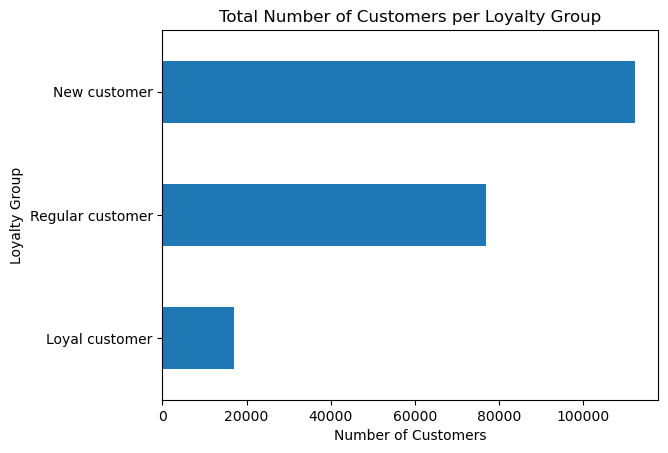 Total Number of Customers per Loyalty Group
Loyalty Group
New customer
Regular customer
Loyal customer
0 20000 40000 60000 80000 100000
Number of Customers